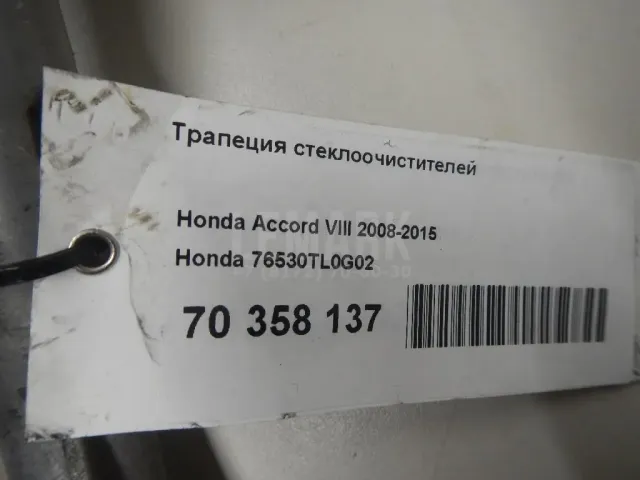 Трапеция стеклоочистителей
Honda Accord VIII 2008-2015
Honda 76530TL0G02
70 358 137